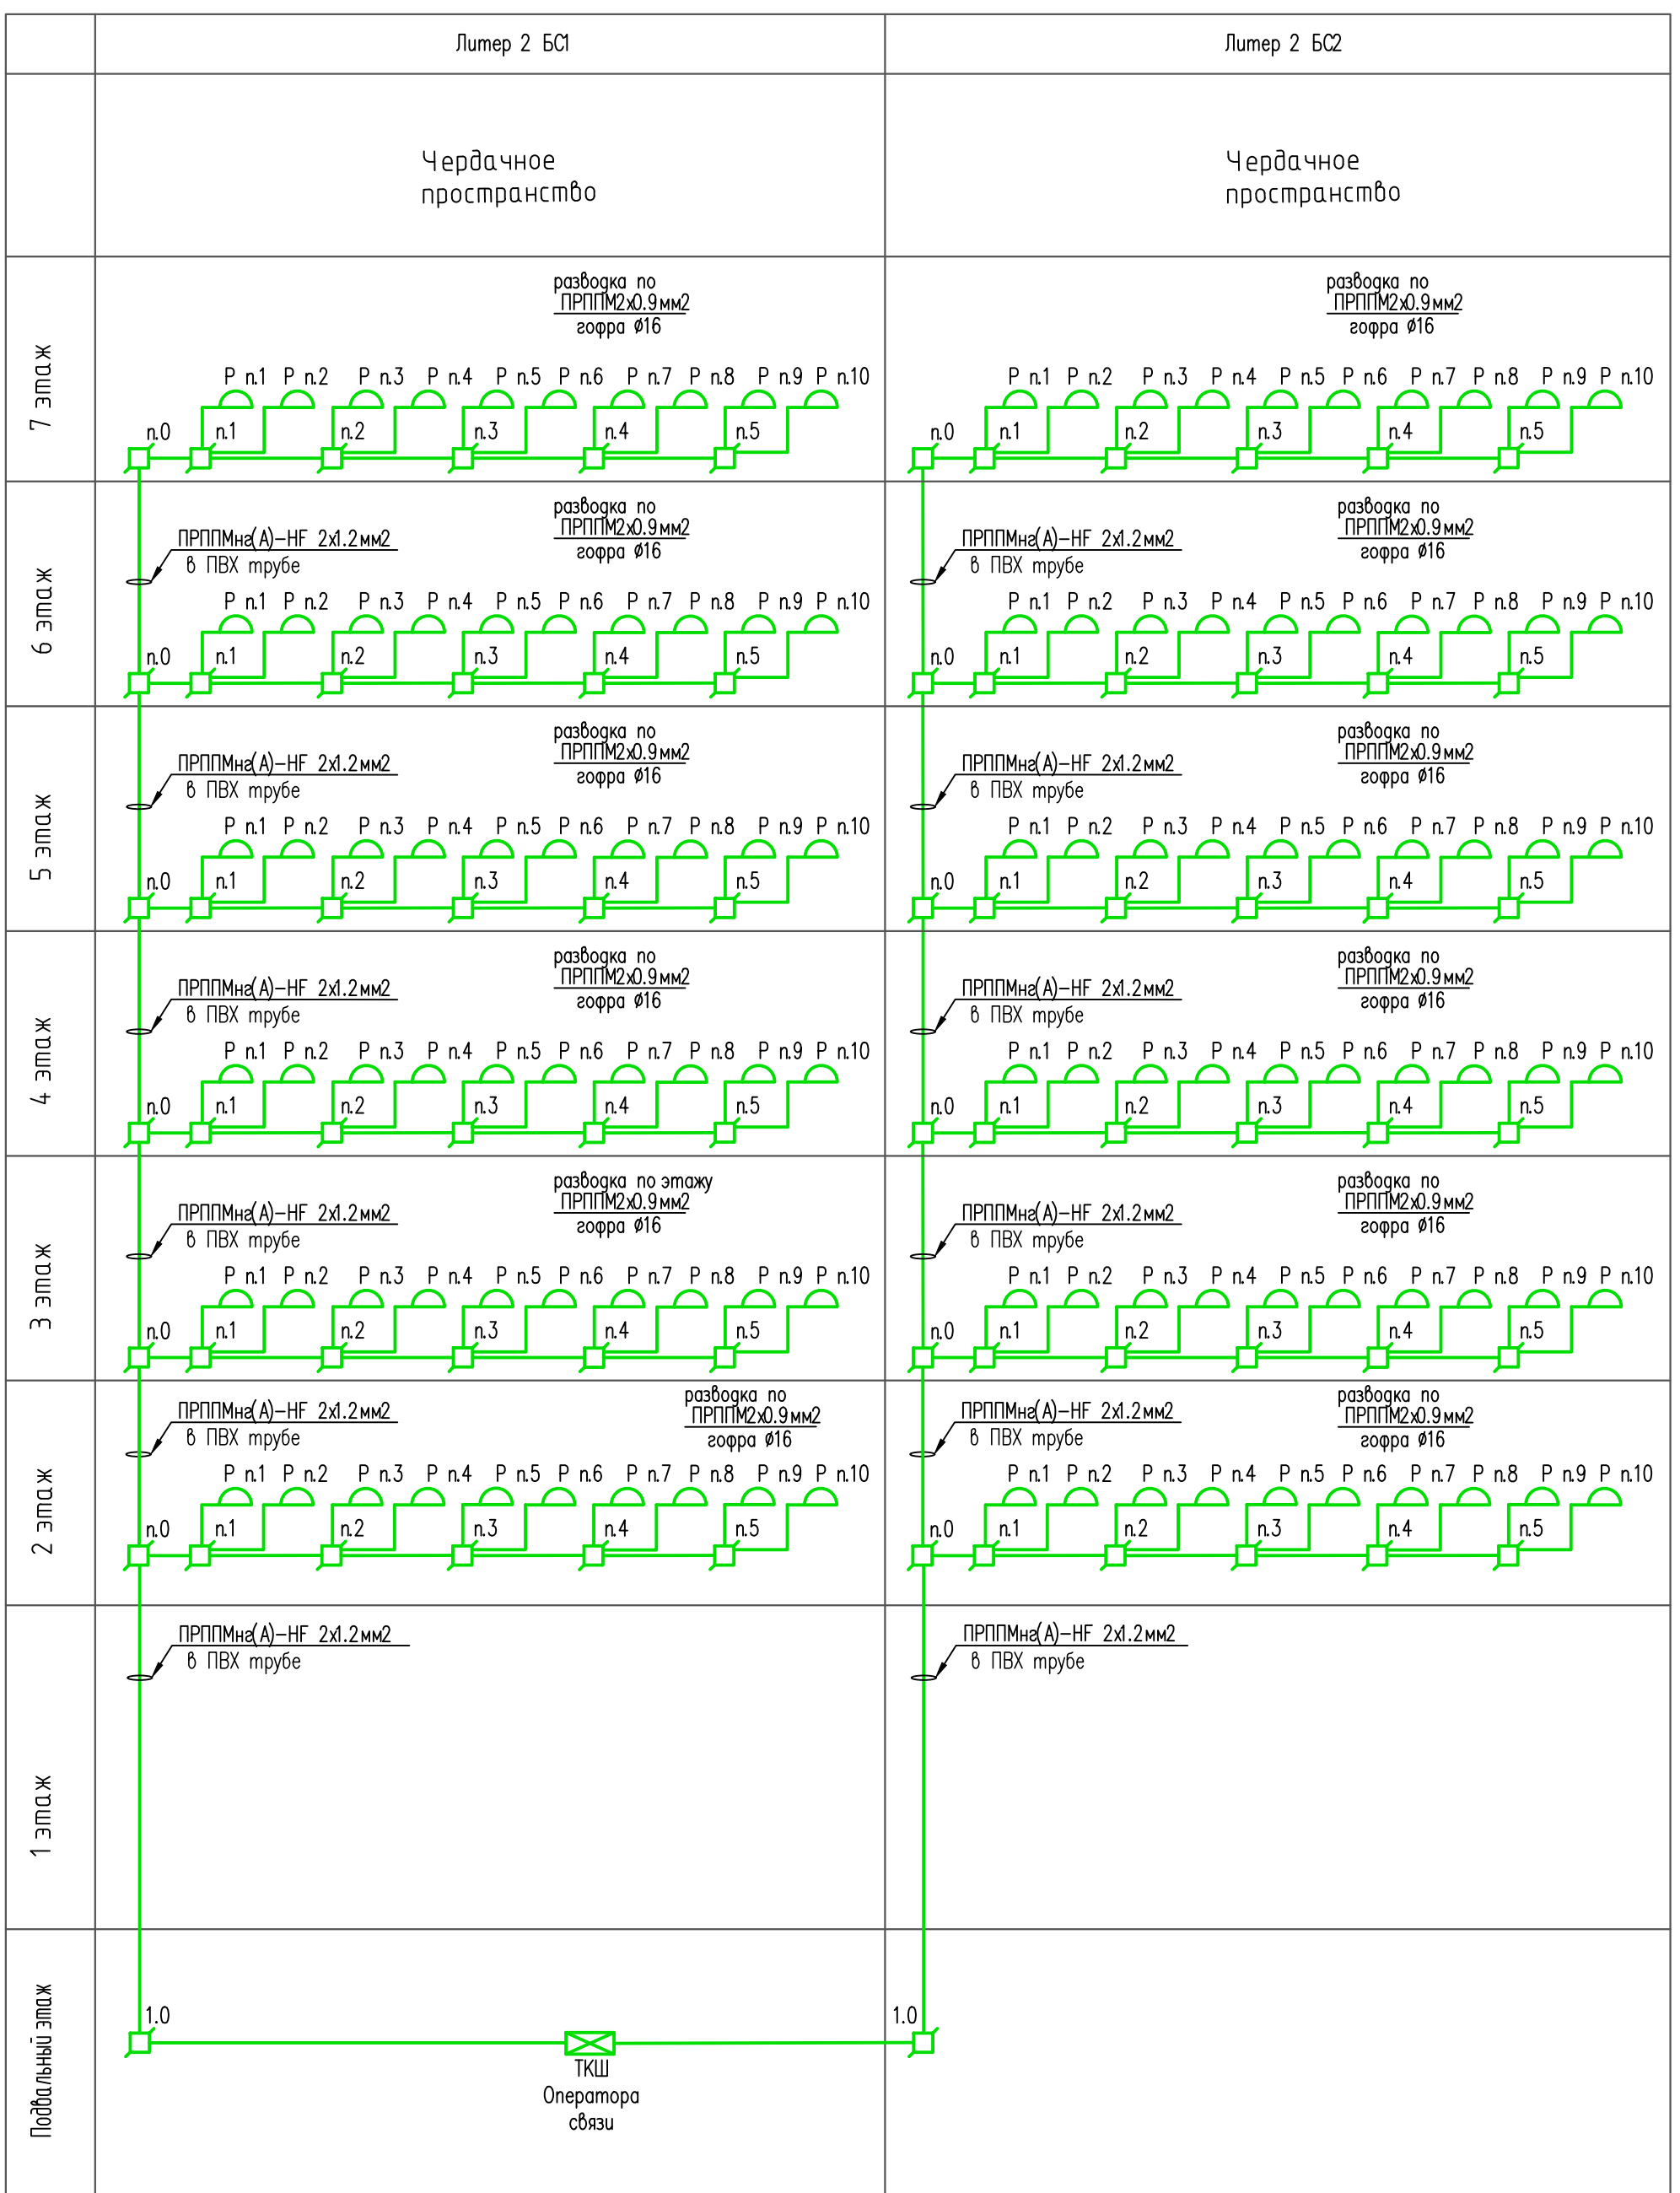 Литер 2 БС1
Литер 2 БС2
Чердачное
пространство
Чердачное
пространство
7 этаж
разводка по
ПРППМ2х0.9мм2
гофра Ø16
Р n.1 Р n.2 Р n.3 Р n.4 Р n.5 Р n.6 Р n.7 Р n.8 Р n.9 Р n.10
n.0 n.1 n.2 n.3 n.4 n.5
разводка по
ПРППМ2х0.9мм2
гофра Ø16
Р n.1 Р n.2 Р n.3 Р n.4 Р n.5 Р n.6 Р n.7 Р n.8 Р n.9 Р n.10
n.0 n.1 n.2 n.3 n.4 n.5
6 этаж
разводка по
ПРППМ2х0.9мм2
гофра Ø16
ПРППМнг(А)-HF 2х1.2мм2
в ПВХ трубе
Р n.1 Р n.2 Р n.3 Р n.4 Р n.5 Р n.6 Р n.7 Р n.8 Р n.9 Р n.10
n.0 n.1 n.2 n.3 n.4 n.5
разводка по
ПРППМ2х0.9мм2
гофра Ø16
ПРППМнг(А)-HF 2х1.2мм2
в ПВХ трубе
Р n.1 Р n.2 Р n.3 Р n.4 Р n.5 Р n.6 Р n.7 Р n.8 Р n.9 Р n.10
n.0 n.1 n.2 n.3 n.4 n.5
5 этаж
разводка по
ПРППМ2х0.9мм2
гофра Ø16
ПРППМнг(А)-HF 2х1.2мм2
в ПВХ трубе
Р n.1 Р n.2 Р n.3 Р n.4 Р n.5 Р n.6 Р n.7 Р n.8 Р n.9 Р n.10
n.0 n.1 n.2 n.3 n.4 n.5
разводка по
ПРППМ2х0.9мм2
гофра Ø16
ПРППМнг(А)-HF 2х1.2мм2
в ПВХ трубе
Р n.1 Р n.2 Р n.3 Р n.4 Р n.5 Р n.6 Р n.7 Р n.8 Р n.9 Р n.10
n.0 n.1 n.2 n.3 n.4 n.5
4 этаж
разводка по
ПРППМ2х0.9мм2
гофра Ø16
ПРППМнг(А)-HF 2х1.2мм2
в ПВХ трубе
Р n.1 Р n.2 Р n.3 Р n.4 Р n.5 Р n.6 Р n.7 Р n.8 Р n.9 Р n.10
n.0 n.1 n.2 n.3 n.4 n.5
разводка по
ПРППМ2х0.9мм2
гофра Ø16
ПРППМнг(А)-HF 2х1.2мм2
в ПВХ трубе
Р n.1 Р n.2 Р n.3 Р n.4 Р n.5 Р n.6 Р n.7 Р n.8 Р n.9 Р n.10
n.0 n.1 n.2 n.3 n.4 n.5
3 этаж
разводка по этажу
ПРППМ2х0.9мм2
гофра Ø16
ПРППМнг(А)-HF 2х1.2мм2
в ПВХ трубе
Р n.1 Р n.2 Р n.3 Р n.4 Р n.5 Р n.6 Р n.7 Р n.8 Р n.9 Р n.10
n.0 n.1 n.2 n.3 n.4 n.5
разводка по
ПРППМ2х0.9мм2
гофра Ø16
ПРППМнг(А)-HF 2х1.2мм2
в ПВХ трубе
Р n.1 Р n.2 Р n.3 Р n.4 Р n.5 Р n.6 Р n.7 Р n.8 Р n.9 Р n.10
n.0 n.1 n.2 n.3 n.4 n.5
2 этаж
разводка по
ПРППМ2х0.9мм2
гофра Ø16
ПРППМнг(А)-HF 2х1.2мм2
в ПВХ трубе
Р n.1 Р n.2 Р n.3 Р n.4 Р n.5 Р n.6 Р n.7 Р n.8 Р n.9 Р n.10
n.0 n.1 n.2 n.3 n.4 n.5
разводка по
ПРППМ2х0.9мм2
гофра Ø16
ПРППМнг(А)-HF 2х1.2мм2
в ПВХ трубе
Р n.1 Р n.2 Р n.3 Р n.4 Р n.5 Р n.6 Р n.7 Р n.8 Р n.9 Р n.10
n.0 n.1 n.2 n.3 n.4 n.5
1 этаж
ПРППМнг(А)-HF 2х1.2мм2
в ПВХ трубе
ПРППМнг(А)-HF 2х1.2мм2
в ПВХ трубе
Подвальный этаж
1.0
1.0
ТКШ
Оператора
связи